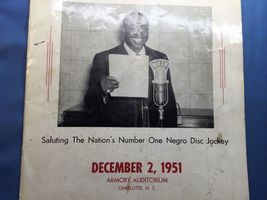 Saluting The Nation's Number One Negro Disc Jockey
DECEMBER 2, 1951
ARMORY AUDITORIUM
CHARLOTTE, N. C.